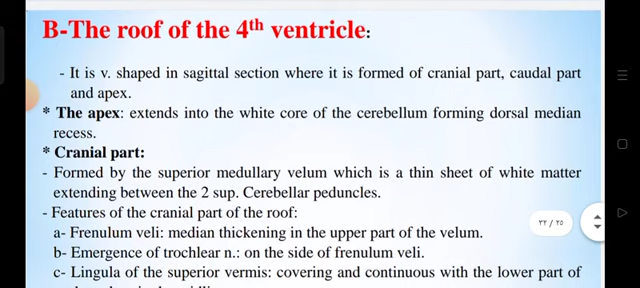 B-The roof of the 4th ventricle:
- It is v. shaped in sagittal section where it is formed of cranial part, caudal part
and apex.
* The apex: extends into the white core of the cerebellum forming dorsal median
recess.
* Cranial part:
- Formed by the superior medullary velum which is a thin sheet of white matter
extending between the 2 sup. Cerebellar peduncles.
- Features of the cranial part of the roof:
٢٢ / ٢٥
a- Frenulum veli: median thickening in the upper part of the velum.
b- Emergence of trochlear n.: on the side of frenulum veli.
c- Lingula of the superior vermis: covering and continuous with the lower part of